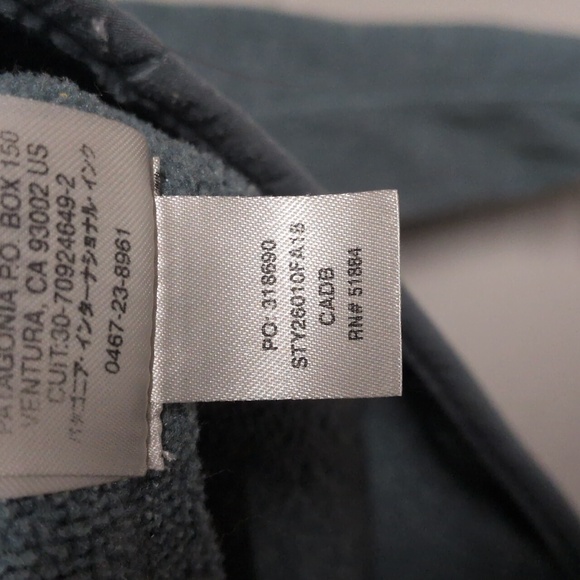 PATAGONIA P.O. BOX 150
VENTURA, CA 93002 US
CUIT:30-70924649-2
パタゴニア・インターナショナル・インク
0467-23-8961
PO:318690
STY26010FA18
CADB
RN# 51884